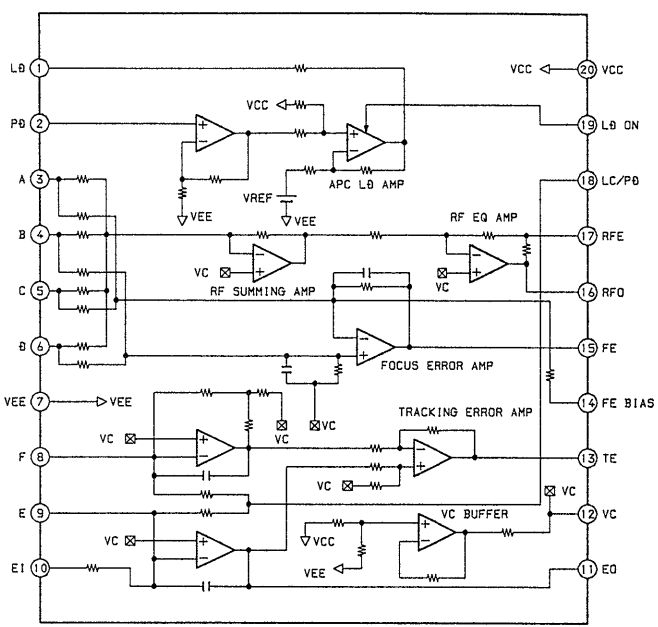 LD 1
VCC 20 VCC
VCC
PD 2
19 LD ON
A 3
APC LD AMP
18 LC/PD
VREF
VEE
VEE
RF EQ AMP
B 4
17 RFE
VC
VC
C 5
RF SUMMING AMP
16 RFO
D 6
15 FE
FOCUS ERROR AMP
VEE 7 VEE
14 FE BIAS
VC
VC
TRACKING ERROR AMP
VC
F 8
13 TE
VC
VC
E 9
VC BUFFER
12 VC
VC
VCC
EI 10
VEE
11 EO